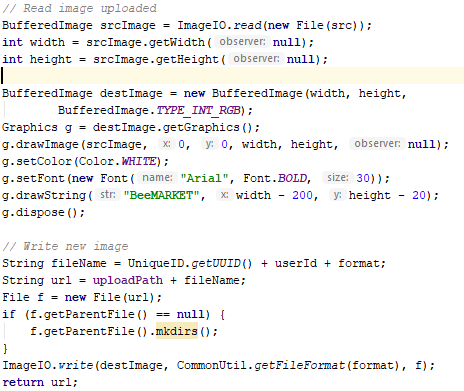 // Read image uploaded
BufferedImage srcImage = ImageIO.read(new File(src));
int width = srcImage.getWidth( observer: null);
int height = srcImage.getHeight( observer: null);
BufferedImage destImage = new BufferedImage(width, height,
BufferedImage.TYPE_INT_RGB);
Graphics g = destImage.getGraphics();
g.drawImage(srcImage, x: 0, y: 0, width, height, observer: null);
g.setColor(Color.WHITE);
g.setFont(new Font( name: "Arial", Font.BOLD, size: 30));
g.drawString( str: "BeeMARKET", x: width - 200, y: height - 20);
g.dispose();
// Write new image
String fileName = UniqueID.getUUID() + userId + format;
String url = uploadPath + fileName;
File f = new File(url);
if (f.getParentFile() == null) {
f.getParentFile().mkdirs();
}
ImageIO.write(destImage, CommonUtil.getFileFormat(format), f);
return url;